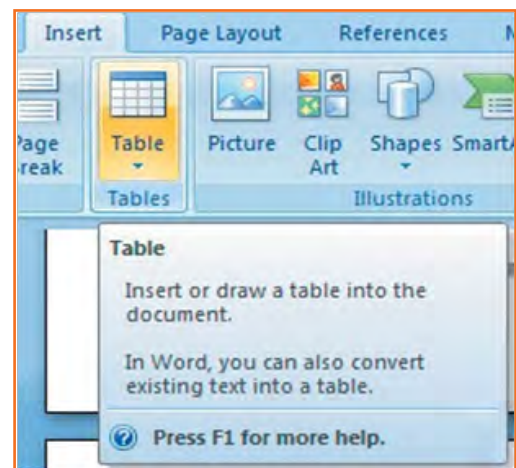 Insert Page Layout References
Page Break
Table Picture Clip Art Shapes SmartA
Tables Illustrations
Table
Insert or draw a table into the
document.
In Word, you can also convert
existing text into a table.
Press F1 for more help.